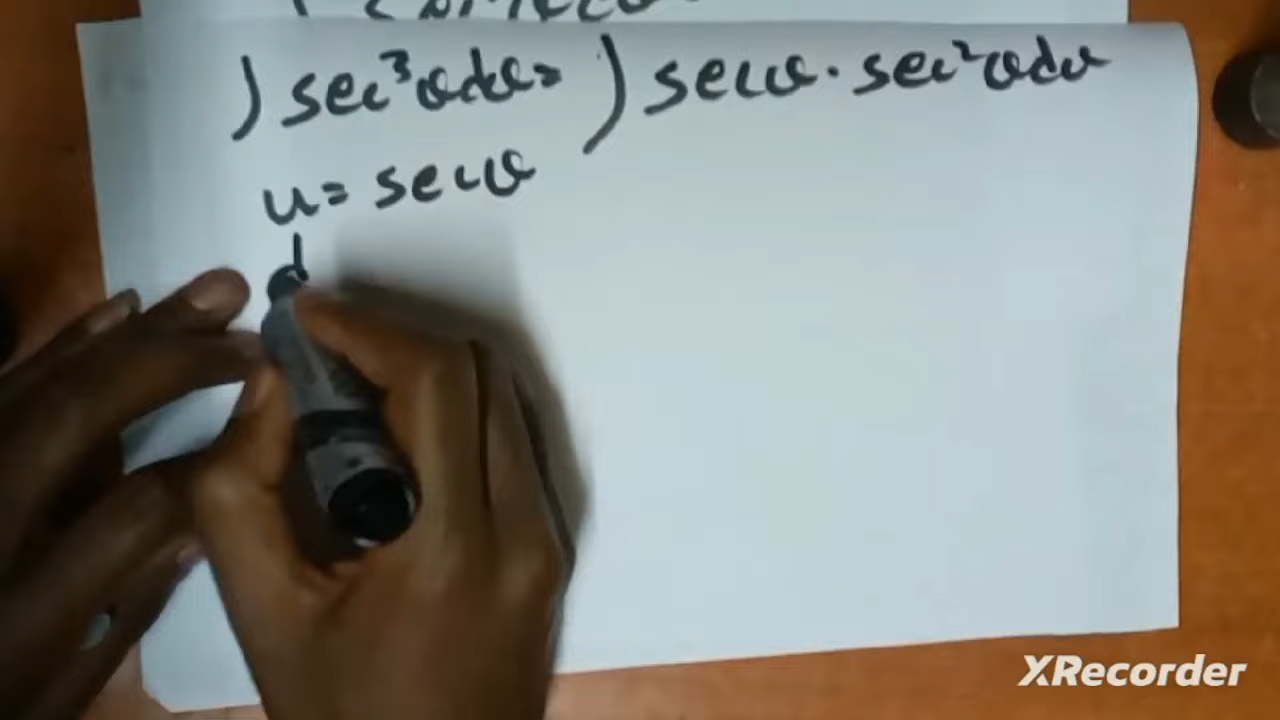 ∫ sec³θdθ = ∫ secθ · sec²θdθ
u = secθ
d
XRecorder